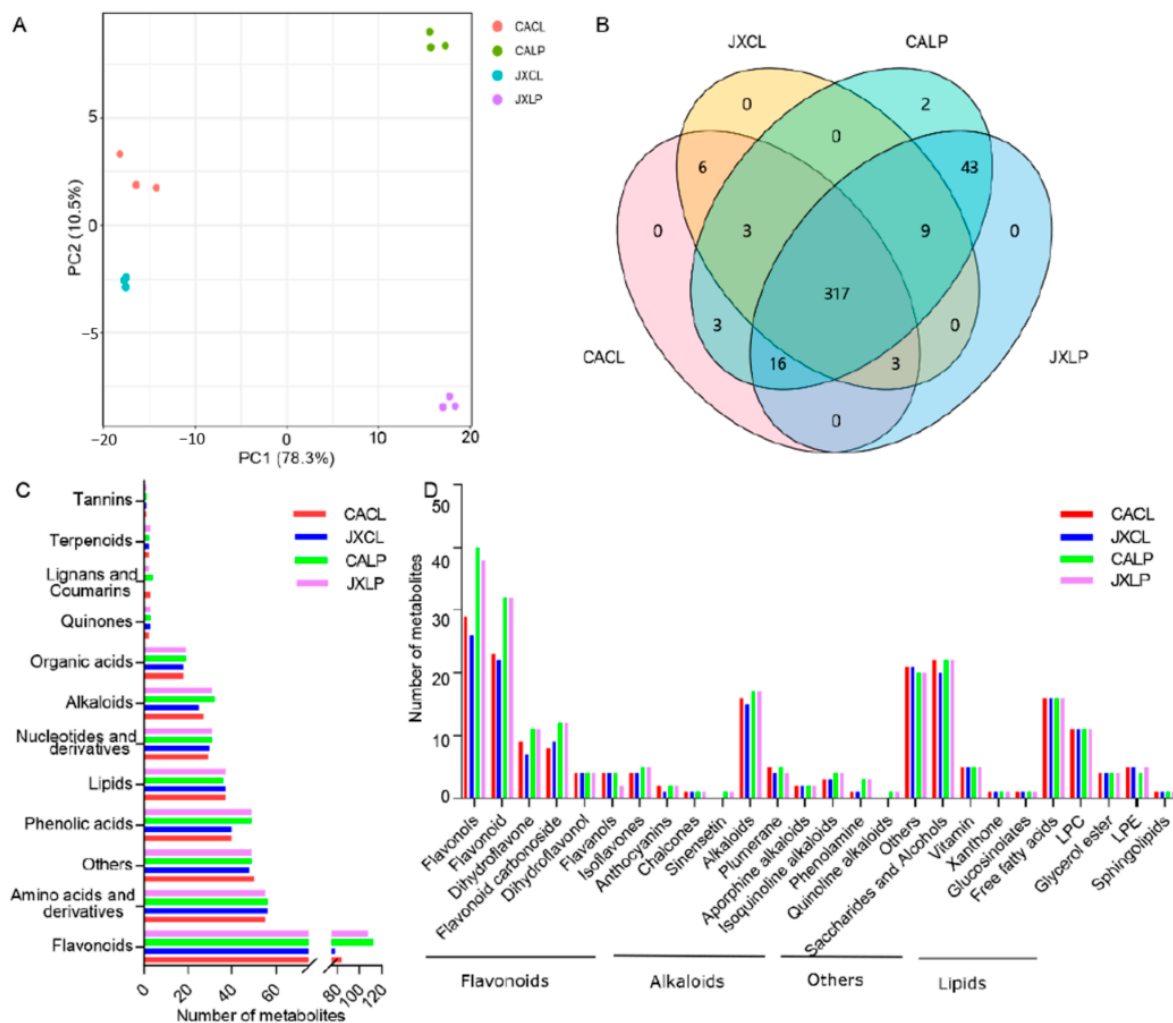 A
CACL
CALP
JXCL
JXLP
5
0
−5
PC2 (10.5%)
−20
−10
0
10
20
PC1 (78.3%)
B
JXCL
CALP
CACL
JXLP
0
2
0
6
43
0
3
9
0
317
3
0
16
3
0
C
Tannins
Terpenoids
Lignans and
Coumarins
Quinones
Organic acids
Alkaloids
Nucleotides and
derivatives
Lipids
Phenolic acids
Others
Amino acids and
derivatives
Flavonoids
0
20
40
60
80
100
120
Number of metabolites
CACL
JXCL
CALP
JXLP
D
50
40
30
20
10
0
Number of metabolites
CACL
JXCL
CALP
JXLP
Flavonols
Flavonoid
Dihydroflavone
Flavonoid carbonoside
Dihydroflavonol
Flavanols
Isoflavones
Anthocyanins
Chalcones
Sinensetin
Alkaloids
Plumerane
Aporphine alkaloids
Isoquinoline alkaloids
Phenolamine
Quinoline alkaloids
Others
Saccharides and Alcohols
Vitamin
Xanthone
Glucosinolates
Free fatty acids
LPC
Glycerol ester
LPE
Sphingolipids
Flavonoids
Alkaloids
Others
Lipids